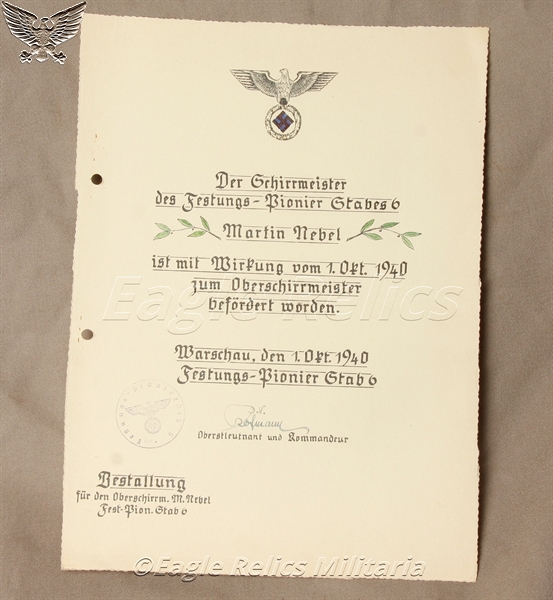 Der Schirrmeister
des Festungs-Pionier Stabes 6
Martin Nebel
ist mit Wirkung vom 1. Okt. 1940
zum Oberschirrmeister
befördert worden.
Eagle Relics
Warschau, den 1. Okt. 1940
Festungs-Pionier Stab 6
Oberstleutnant und Kommandeur
Bestallung
für den Oberschirrm. M. Nebel
Fest-Pion. Stab 6
©Eagle Relics Militaria